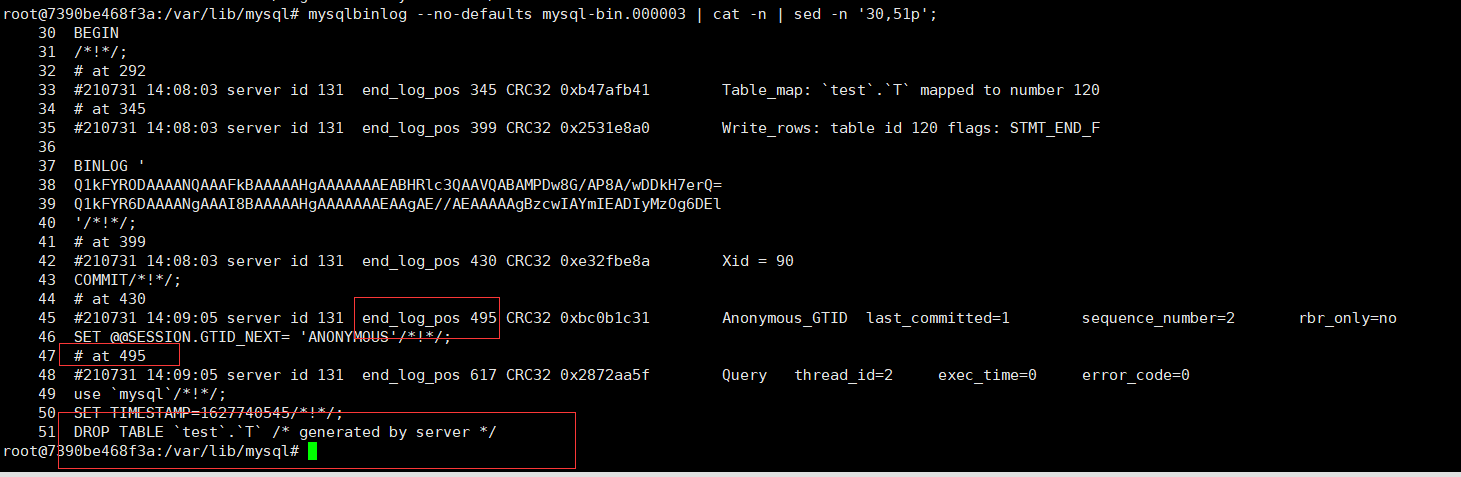 root@7390be468f3a:/var/lib/mysql# mysqlbinlog --no-defaults mysql-bin.000003 | cat -n | sed -n '30,51p';
30 BEGIN
31 /*!*/;
32 # at 292
33 #210731 14:08:03 server id 131 end_log_pos 345 CRC32 0xb47afb41 Table_map: `test`.`T` mapped to number 120
34 # at 345
35 #210731 14:08:03 server id 131 end_log_pos 399 CRC32 0x2531e8a0 Write_rows: table id 120 flags: STMT_END_F
36
37 BINLOG '
38 Q1kFYRODAAAANQAAAFkBAAAAAHgAAAAAAAEABHRlc3QAAVQABAMPDw8G/AP8A/wDDkH7erQ=
39 Q1kFYR6DAAAANgAAAI8BAAAAAHgAAAAAAAEAAgAE//AEAAAAAgBzcwIAYmIEADIyMzOg6DEl
40 '/*!*/;
41 # at 399
42 #210731 14:08:03 server id 131 end_log_pos 430 CRC32 0xe32fbe8a Xid = 90
43 COMMIT/*!*/;
44 # at 430
45 #210731 14:09:05 server id 131 end_log_pos 495 CRC32 0xbc0b1c31 Anonymous_GTID last_committed=1 sequence_number=2 rbr_only=no
46 SET @@SESSION.GTID_NEXT= 'ANONYMOUS'/*!*/;
47 # at 495
48 #210731 14:09:05 server id 131 end_log_pos 617 CRC32 0x2872aa5f Query thread_id=2 exec_time=0 error_code=0
49 use `mysql`/*!*/;
50 SET TIMESTAMP=1627740545/*!*/;
51 DROP TABLE `test`.`T` /* generated by server */
root@7390be468f3a:/var/lib/mysql#